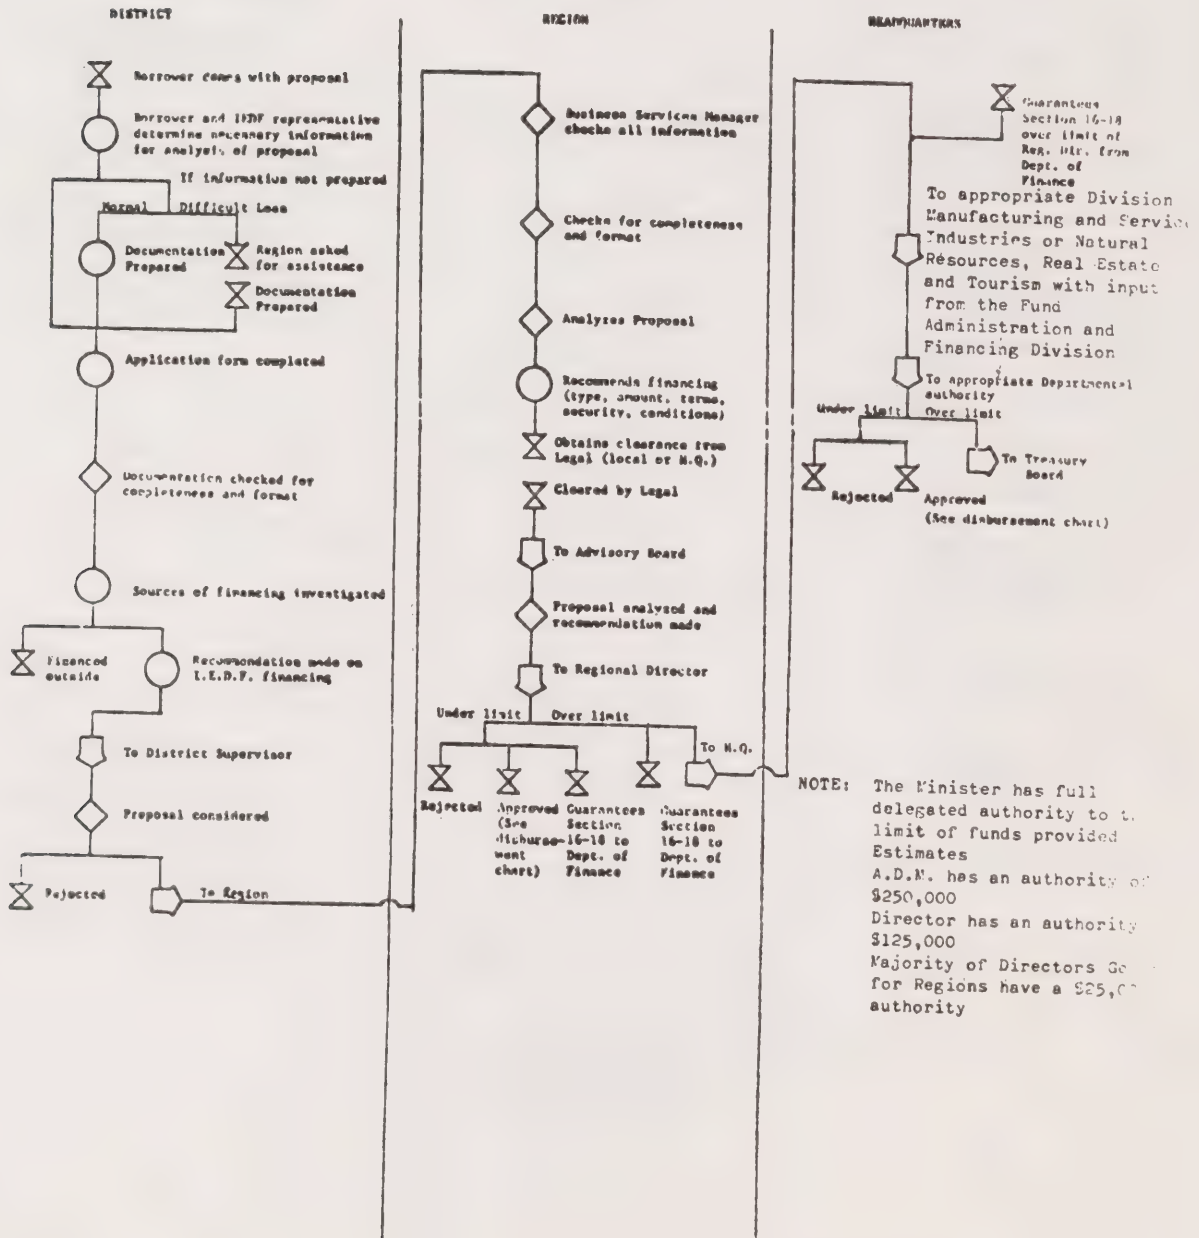 DISTRICT
Borrower comes with proposal
Borrower and IEDF representative
determine necessary information
for analysis of proposal
If information not prepared
Normal
Difficult Loan
Documentation
Prepared
Region asked
for assistance
Documentation
Prepared
Application form completed
Documentation checked for
completeness and format
Sources of financing investigated
Financed
outside
Recommendation made on
I.E.D.F. financing
To District Supervisor
Proposal considered
Rejected
To Region
REGION
Business Services Manager
checks all information
Checks for completeness
and format
Analyzes Proposal
Recommends financing
(type, amount, terms,
security, conditions)
Obtains clearance from
Legal (local or H.Q.)
Cleared by Legal
To Advisory Board
Proposal analyzed and
recommendation made
To Regional Director
Under limit
Over limit
To H.Q.
Rejected
Approved
(See
disburse-
ment
chart)
Guarantees
Section
16-18 to
Dept. of
Finance
Guarantees
Section
16-18 to
Dept. of
Finance
HEADQUARTERS
Guarantees
Section 16-18
over limit of
Reg. Dir. from
Dept. of
Finance
To appropriate Division
Manufacturing and Service
Industries or Natural
Resources, Real Estate
and Tourism with input
from the Fund
Administration and
Financing Division
To appropriate Departmental
authority
Under limit
Over limit
Rejected
Approved
(See disbursement chart)
To Treasury
Board
NOTE: The Minister has full
delegated authority to
limit of funds provided
Estimates
A.D.M. has an authority of
$250,000
Director has an authority
$125,000
Majority of Directors
for Regions have a
authority